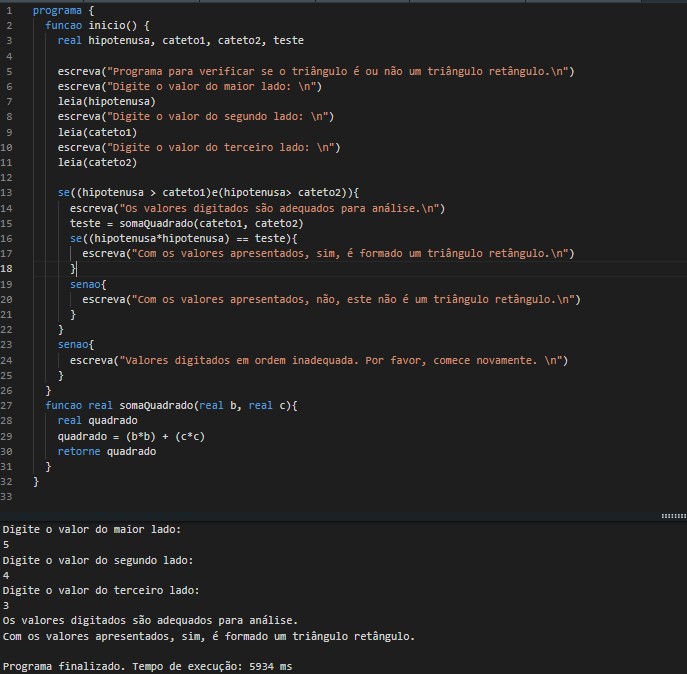 1 programa {
2 funcao inicio() {
3 real hipotenusa, cateto1, cateto2, teste
4
5 escreva("Programa para verificar se o triângulo é ou não um triângulo retângulo.\n")
6 escreva("Digite o valor do maior lado: \n")
7 leia(hipotenusa)
8 escreva("Digite o valor do segundo lado: \n")
9 leia(cateto1)
10 escreva("Digite o valor do terceiro lado: \n")
11 leia(cateto2)
12
13 se((hipotenusa > cateto1)e(hipotenusa> cateto2)){
14 escreva("Os valores digitados são adequados para análise.\n")
15 teste = somaQuadrado(cateto1, cateto2)
16 se((hipotenusa*hipotenusa) == teste){
17 escreva("Com os valores apresentados, sim, é formado um triângulo retângulo.\n")
18 }
19 senao{
20 escreva("Com os valores apresentados, não, este não é um triângulo retângulo.\n")
21 }
22 }
23 senao{
24 escreva("Valores digitados em ordem inadequada. Por favor, comece novamente. \n")
25 }
26 }
27 funcao real somaQuadrado(real b, real c){
28 real quadrado
29 quadrado = (b*b) + (c*c)
30 retorne quadrado
31 }
32 }
33
Digite o valor do maior lado:
5
Digite o valor do segundo lado:
4
Digite o valor do terceiro lado:
3
Os valores digitados são adequados para análise.
Com os valores apresentados, sim, é formado um triângulo retângulo.
Programa finalizado. Tempo de execução: 5934 ms